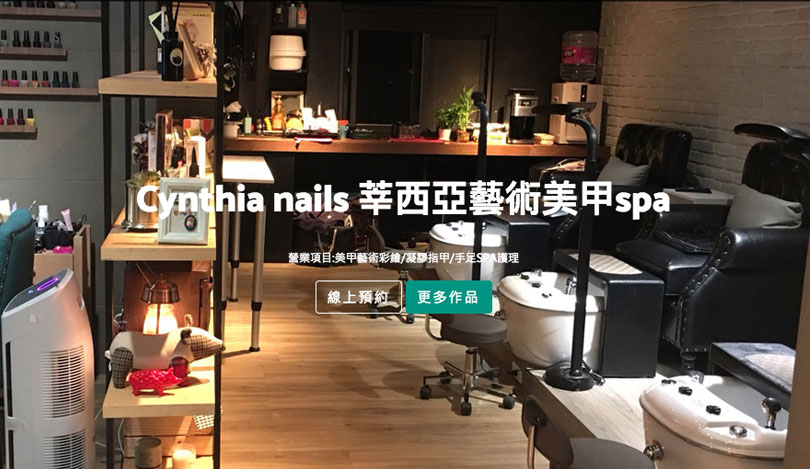 Cynthia nails 莘西亞藝術美甲spa
營業項目:美甲藝術彩繪/凝膠指甲/手足SPA護理
線上預約
更多作品